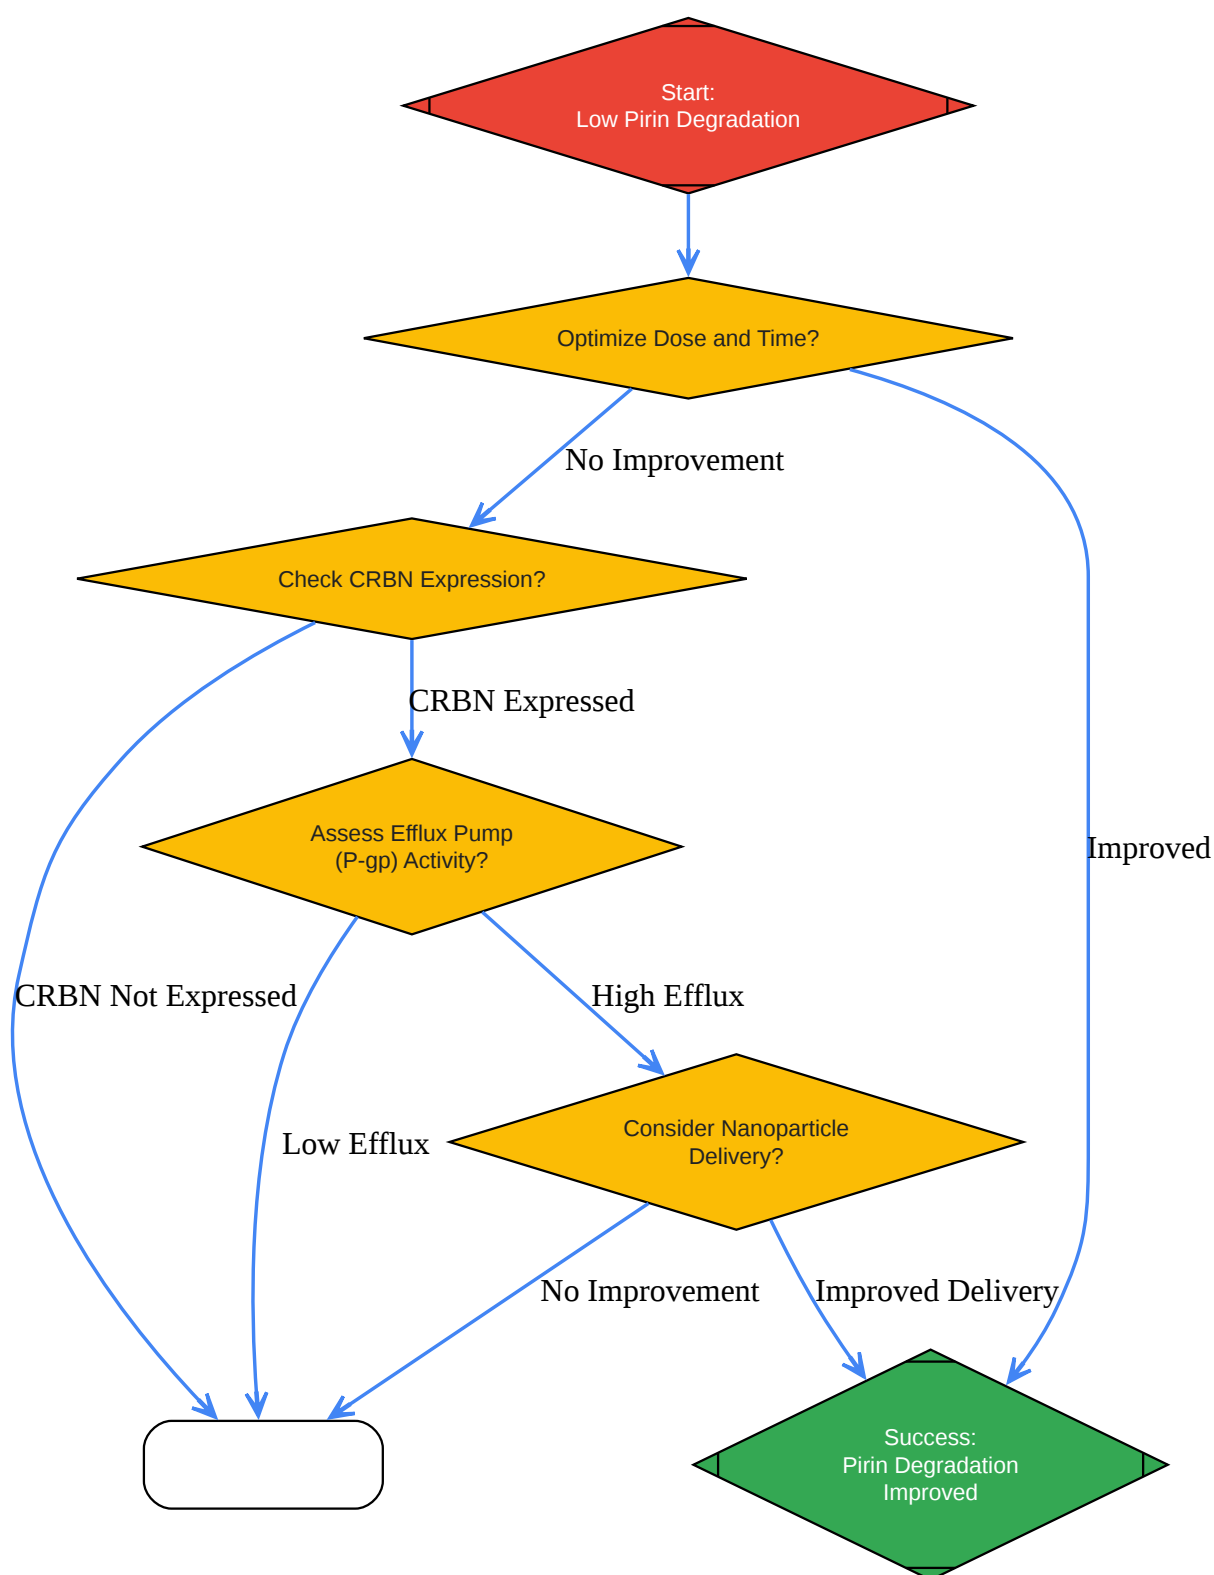 Start:
Low Pirin Degradation
Optimize Dose and Time?
No Improvement
Check CRBN Expression?
CRBN Expressed
Assess Efflux Pump
(P-gp) Activity?
Improved
CRBN Not Expressed
High Efflux
Consider Nanoparticle
Delivery?
Low Efflux
No Improvement
Improved Delivery
Success:
Pirin Degradation
Improved